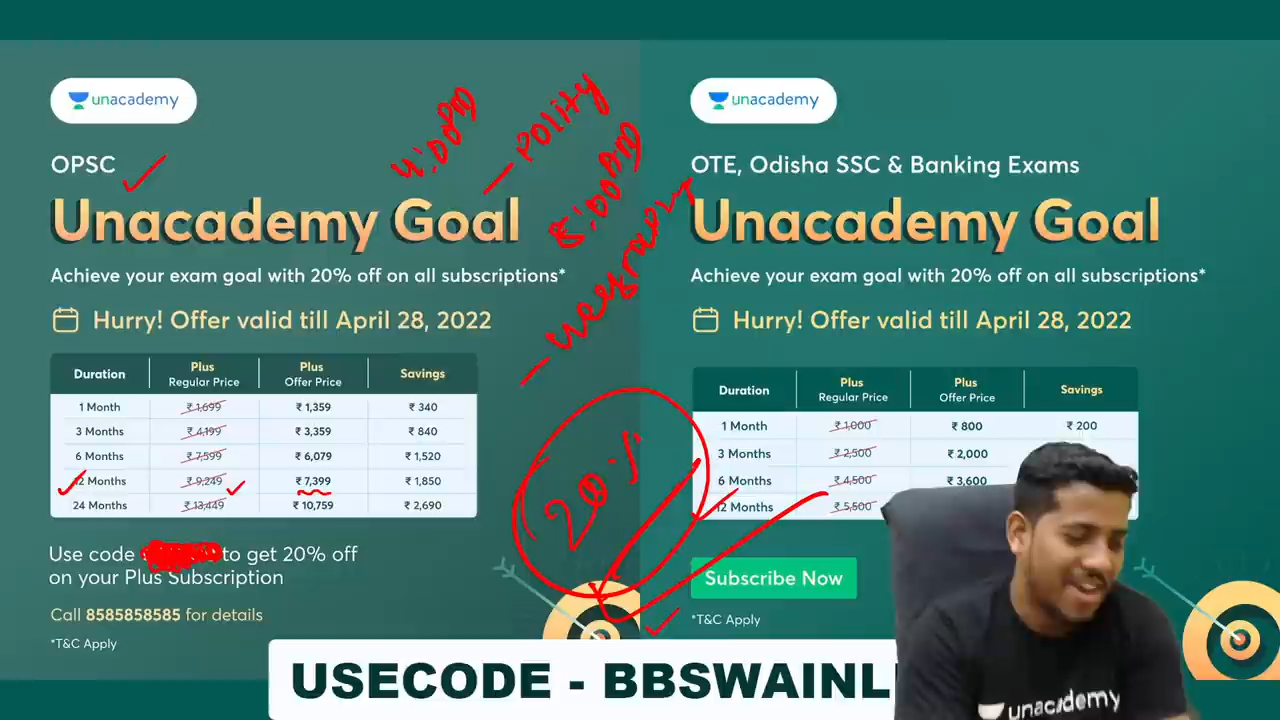 unacademy
OPSC
Unacademy Goal
Achieve your exam goal with 20% off on all subscriptions*
Hurry! Offer valid till April 28, 2022
Duration Plus Regular Price Plus Offer Price Savings
1 Month ₹ 1,699 ₹ 1,359 ₹ 340
3 Months ₹ 4,199 ₹ 3,359 ₹ 840
6 Months ₹ 7,599 ₹ 6,079 ₹ 1,520
12 Months ₹ 9,249 ₹ 7,399 ₹ 1,850
24 Months ₹ 13,449 ₹ 10,759 ₹ 2,690
Use code to get 20% off
on your Plus Subscription
Call 8585858585 for details
*T&C Apply
4:00PM
Polity
5:00PM
20%
unacademy
OTE, Odisha SSC & Banking Exams
Unacademy Goal
Achieve your exam goal with 20% off on all subscriptions*
Hurry! Offer valid till April 28, 2022
Duration Plus Regular Price Plus Offer Price Savings
1 Month ₹ 1,000 ₹ 800 ₹ 200
3 Months ₹ 2,500 ₹ 2,000
6 Months ₹ 4,500 ₹ 3,600
12 Months ₹ 5,500
Subscribe Now
*T&C Apply
USECODE - BBSWAINL
unacademy